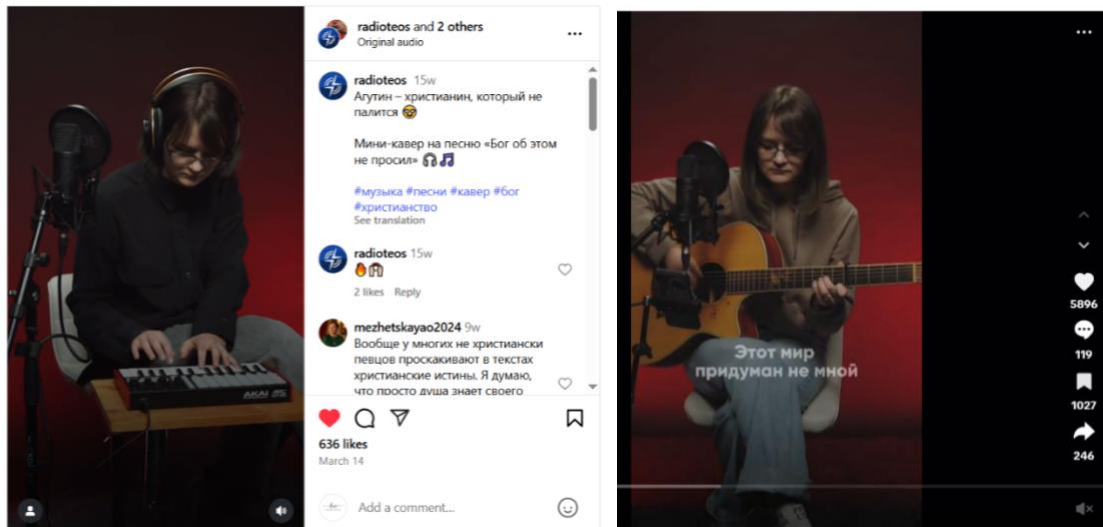 radioteos and 2 others
Original audio
radioteos 15w
Агутин – христианин, который не
палится 🤓
Мини-кавер на песню «Бог об этом
не просил» 🎧🎵
#музыка #песни #кавер #бог
#христианство
See translation
radioteos 15w
🔥🫶
2 likes Reply
mezhetskayao2024 9w
Вообще у многих не христиански
певцов проскакивают в текстах
христианские истины. Я думаю,
что просто душа знает своего
636 likes
March 14
Add a comment...
AKAI
Этот мир
придуман не мной
5896
119
1027
246